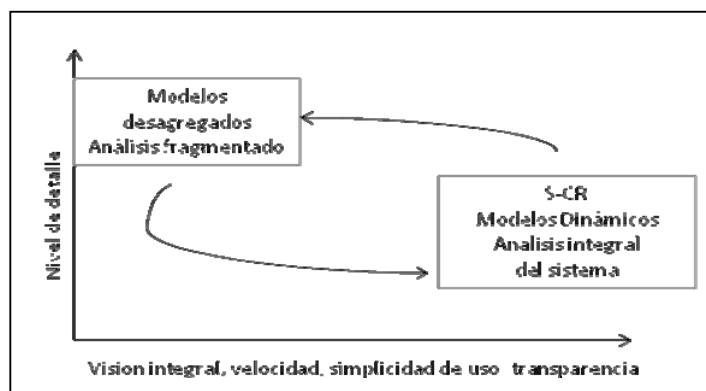 Modelos
desagregados
Análisis fragmentado
S-CR
Modelos Dinámicos
Analisis integral
del sistema
Nivel de detalle
Vision integral, velocidad, simplicidad de uso transparencia